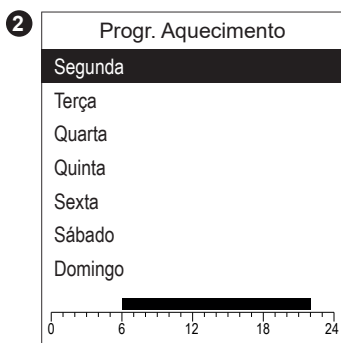 2
Progr. Aquecimento
Segunda
Terça
Quarta
Quinta
Sexta
Sábado
Domingo
0 6 12 18 24